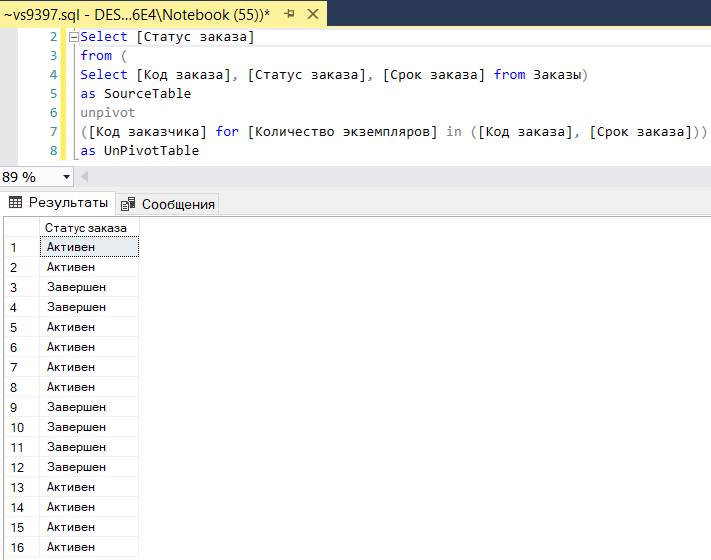 ~vs9397.sql - DES...6E4\Notebook (55))*
2 Select [Статус заказа]
3 from (
4 Select [Код заказа], [Статус заказа], [Срок заказа] from Заказы)
5 as SourceTable
6 unpivot
7 ([Код заказчика] for [Количество экземпляров] in ([Код заказа], [Срок заказа]))
8 as UnPivotTable
89 %
Результаты Сообщения
Статус заказа
1 Активен
2 Активен
3 Завершен
4 Завершен
5 Активен
6 Активен
7 Активен
8 Активен
9 Завершен
10 Завершен
11 Завершен
12 Завершен
13 Активен
14 Активен
15 Активен
16 Активен